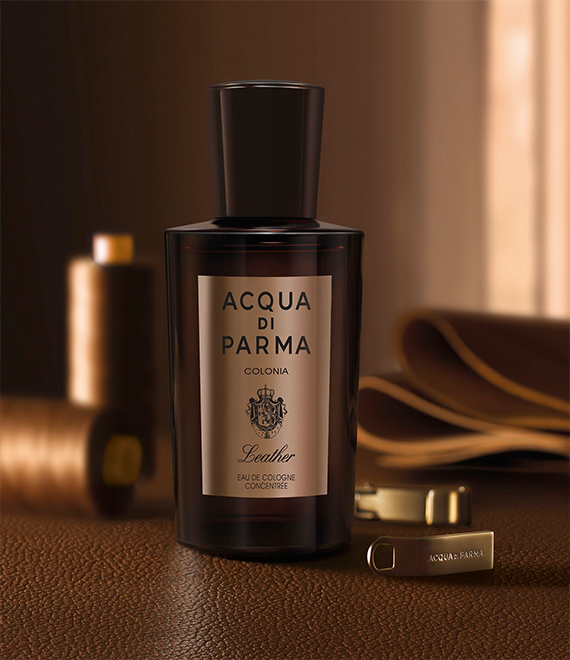 ACQUA
DI
PARMA
COLONIA
Leather
EAU DE COLOGNE
CONCENTRÉE
ACQUA DI PARMA